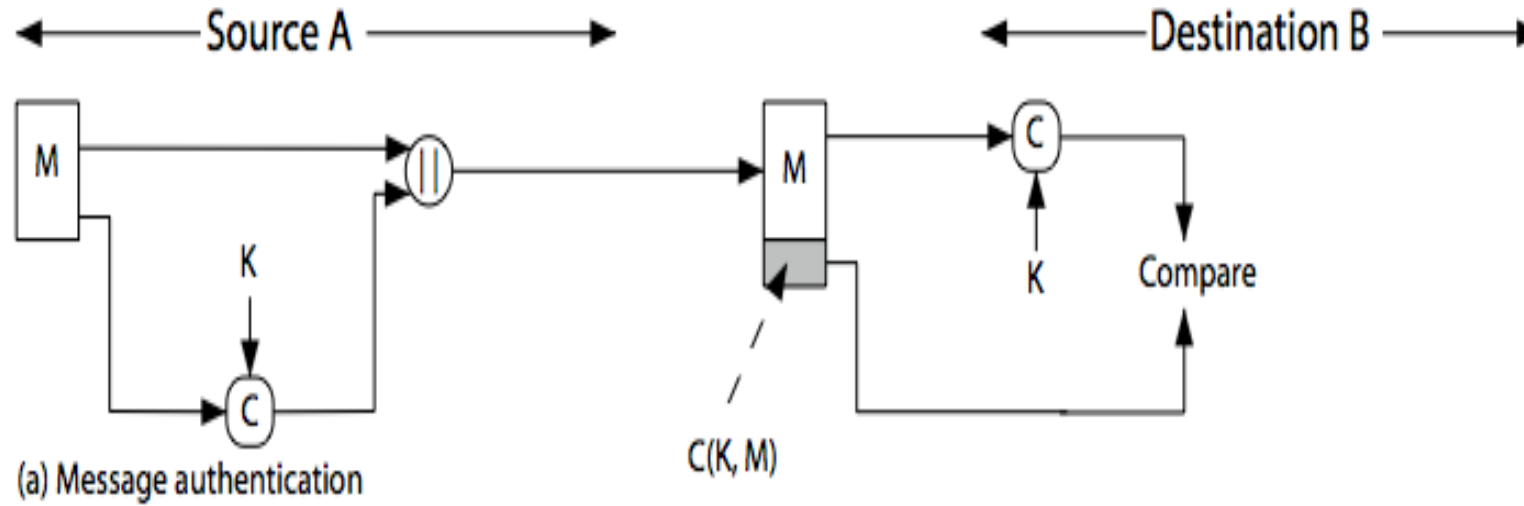 Source A
Destination B
M
||
M
C
K
K
Compare
C
C(K, M)
(a) Message authentication